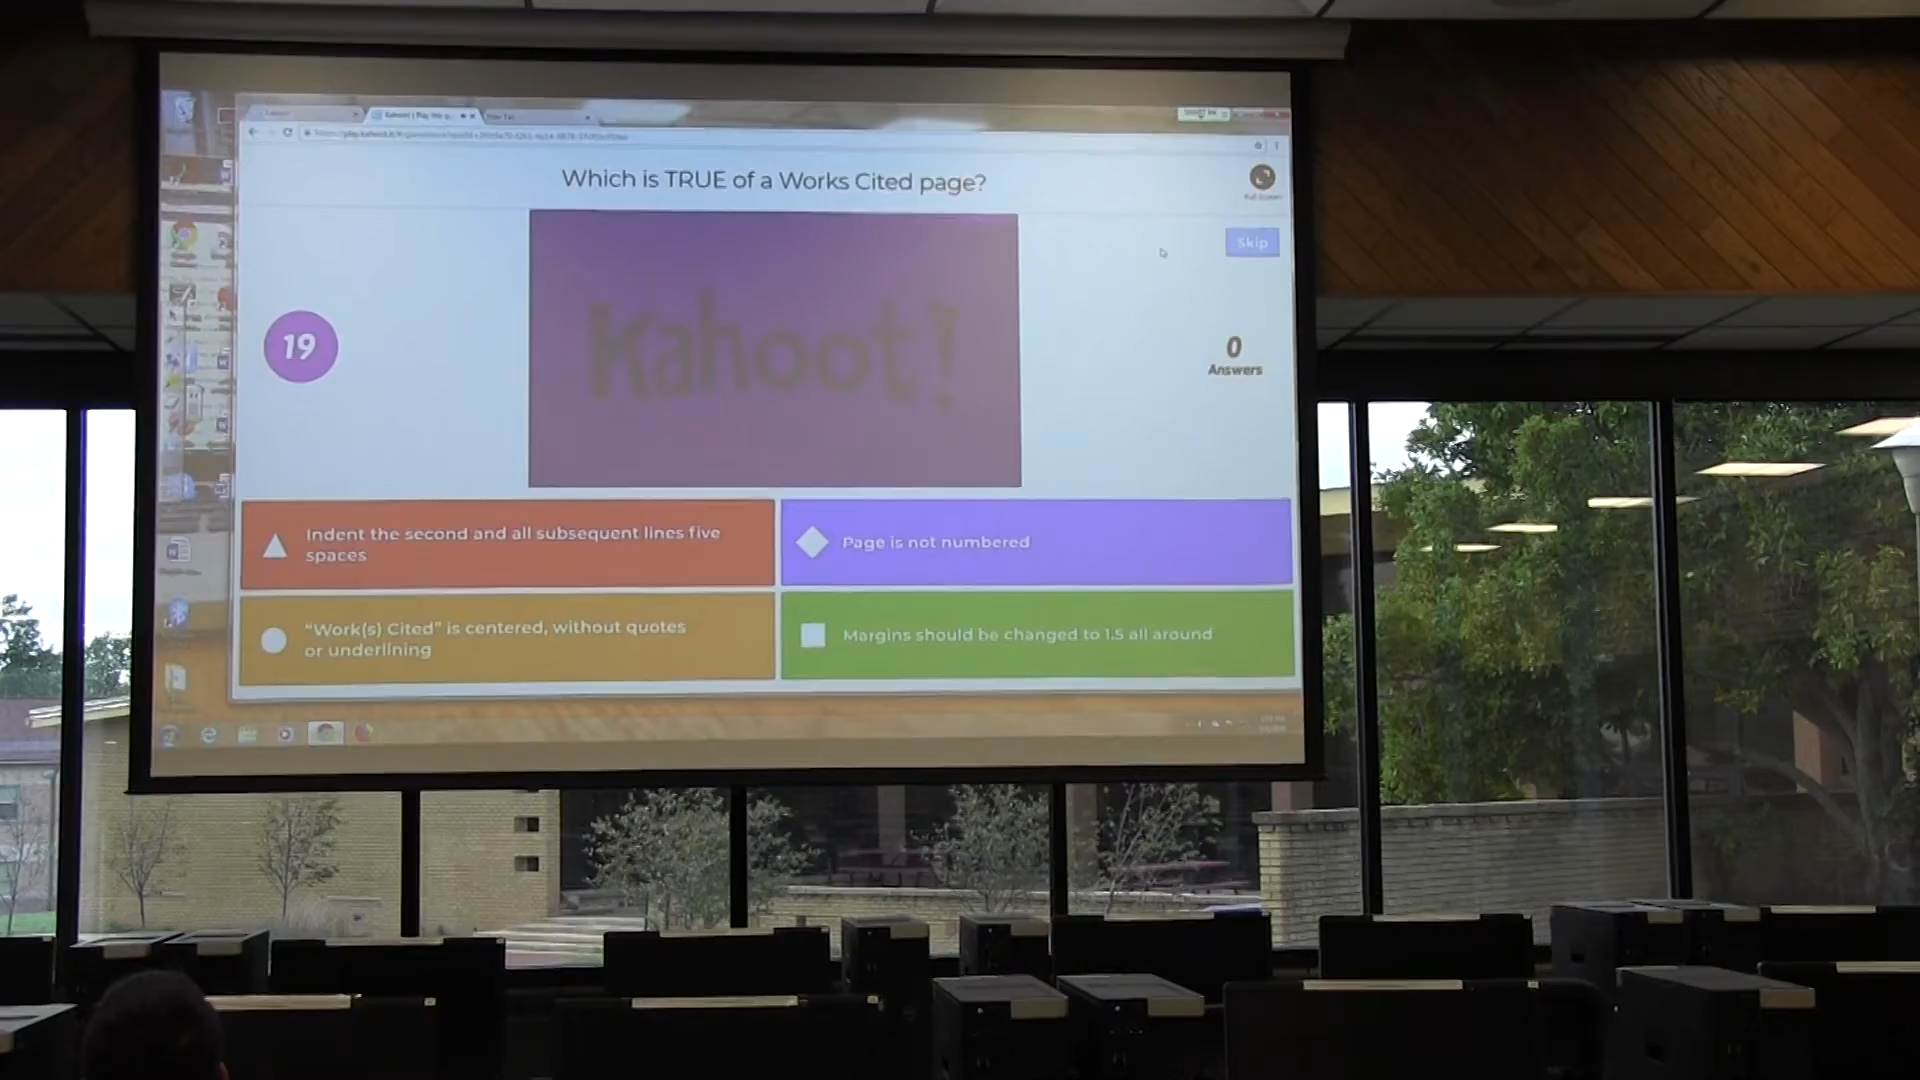 Which is TRUE of a Works Cited page?
Skip
Kahoot!
19
0
Answers
Indent the second and all subsequent lines five
spaces
Page is not numbered
"Work(s) Cited" is centered, without quotes
or underlining
Margins should be changed to 1.5 all around